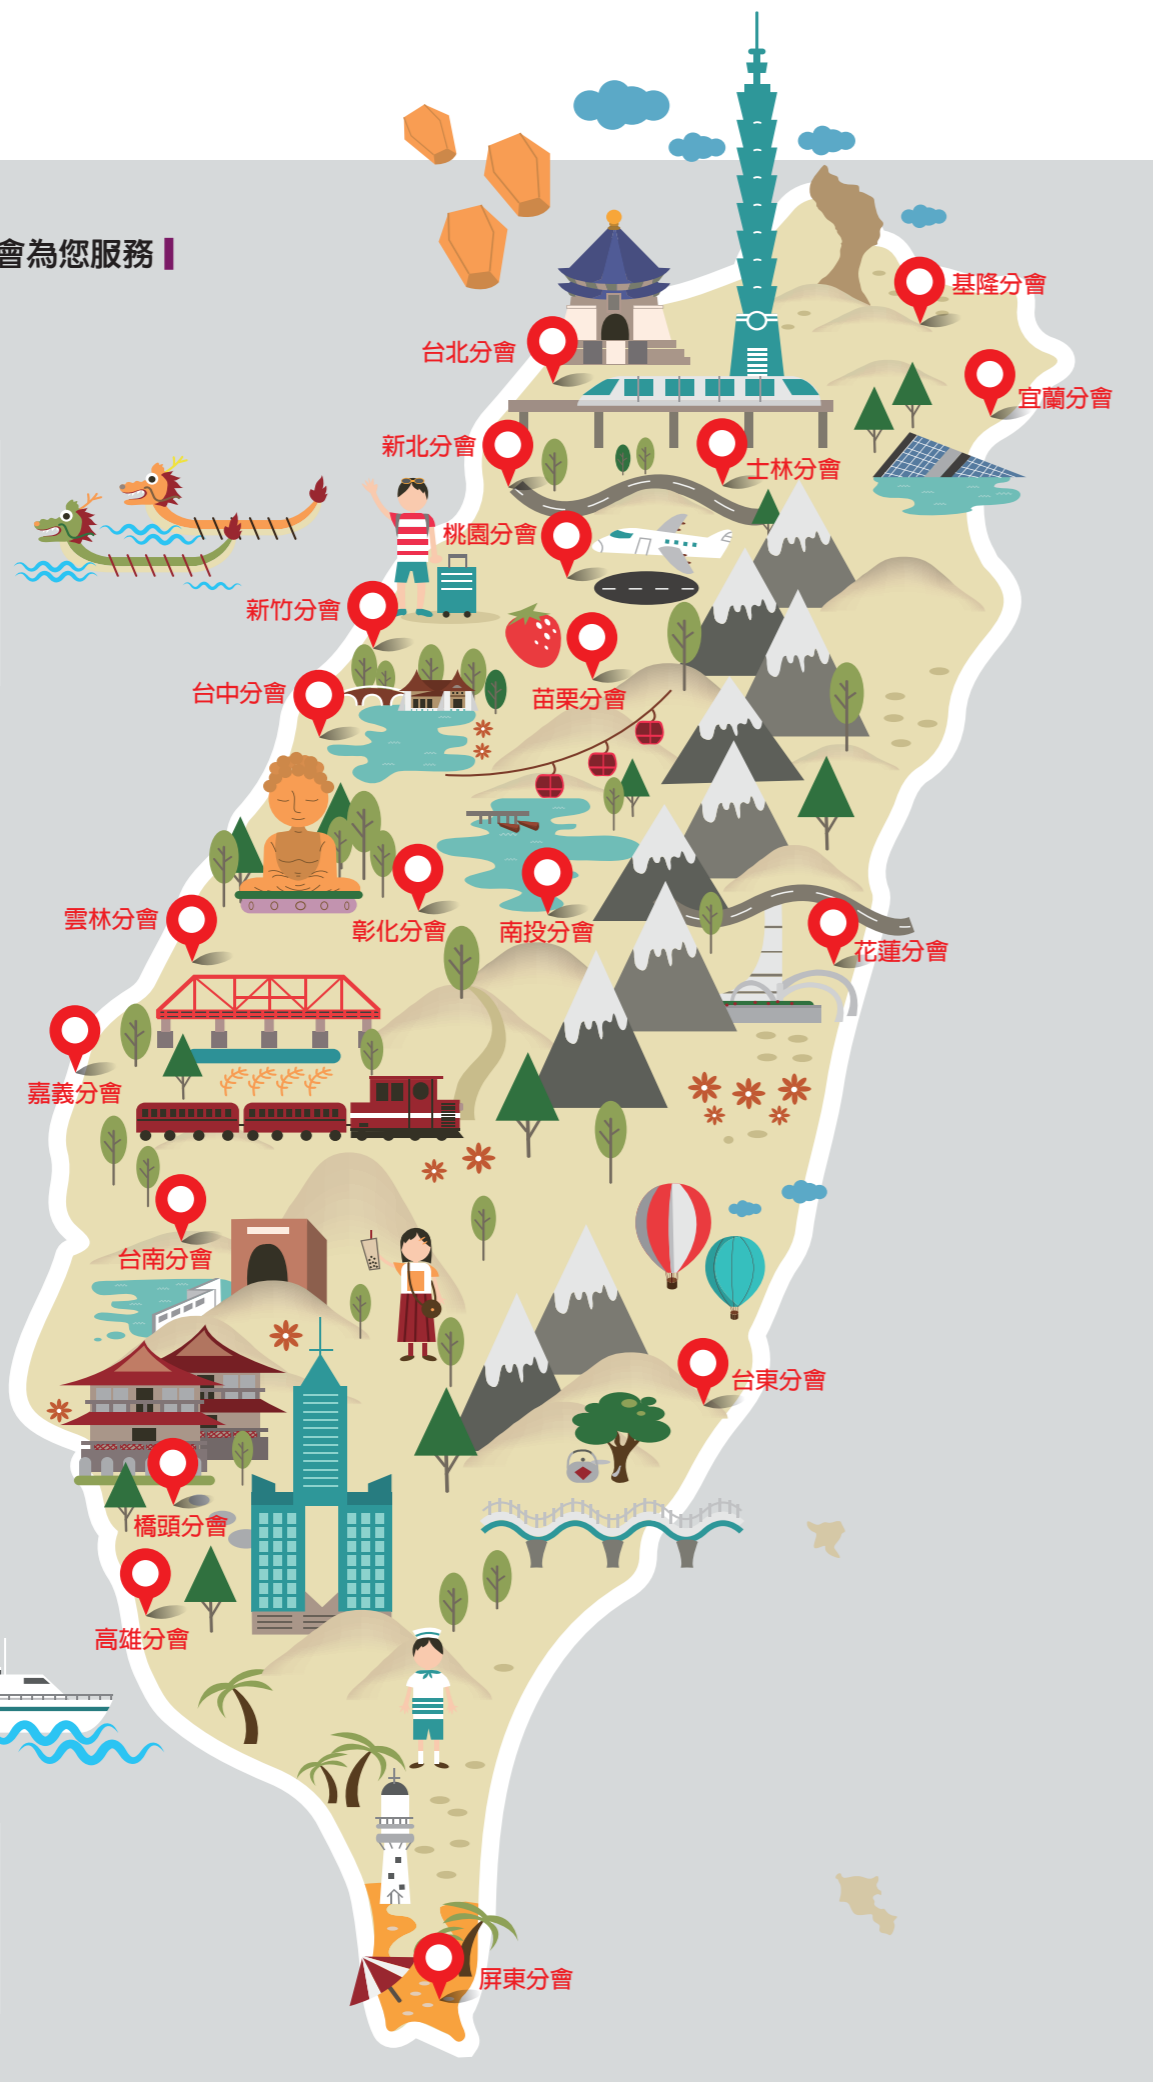 會為您服務
基隆分會
台北分會
宜蘭分會
新北分會
士林分會
桃園分會
新竹分會
台中分會
苗栗分會
雲林分會
彰化分會
南投分會
花蓮分會
嘉義分會
台南分會
台東分會
橋頭分會
高雄分會
屏東分會